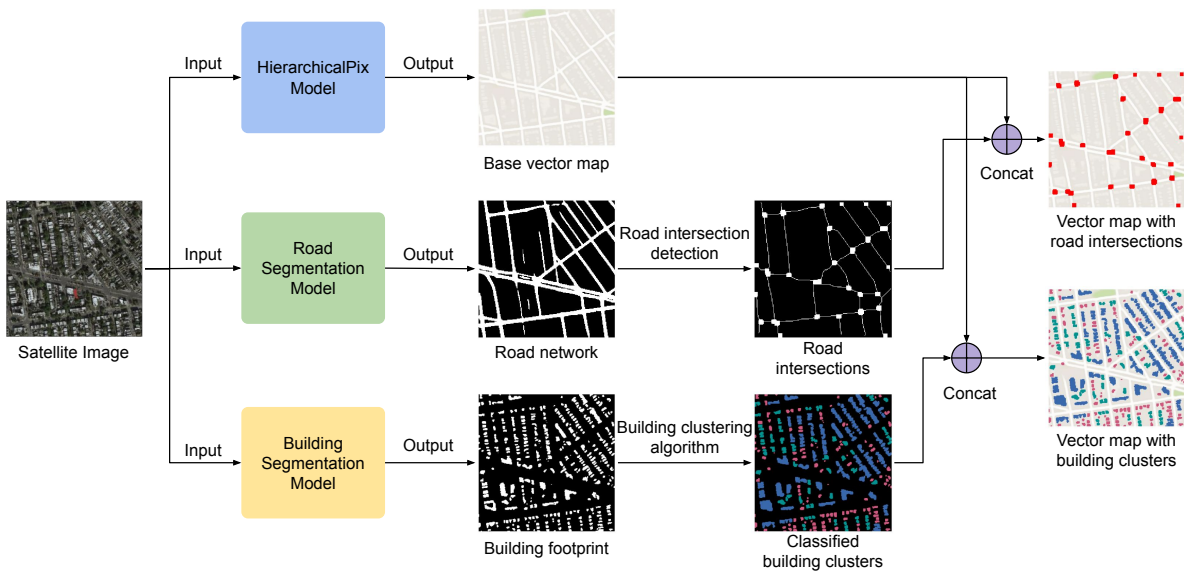 Input
HierarchicalPix
Model
Output
Base vector map
Concat
Vector map with
road intersections
Satellite Image
Input
Road
Segmentation
Model
Output
Road network
Road intersection
detection
Road
intersections
Concat
Vector map with
building clusters
Input
Building
Segmentation
Model
Output
Building footprint
Building clustering
algorithm
Classified
building clusters